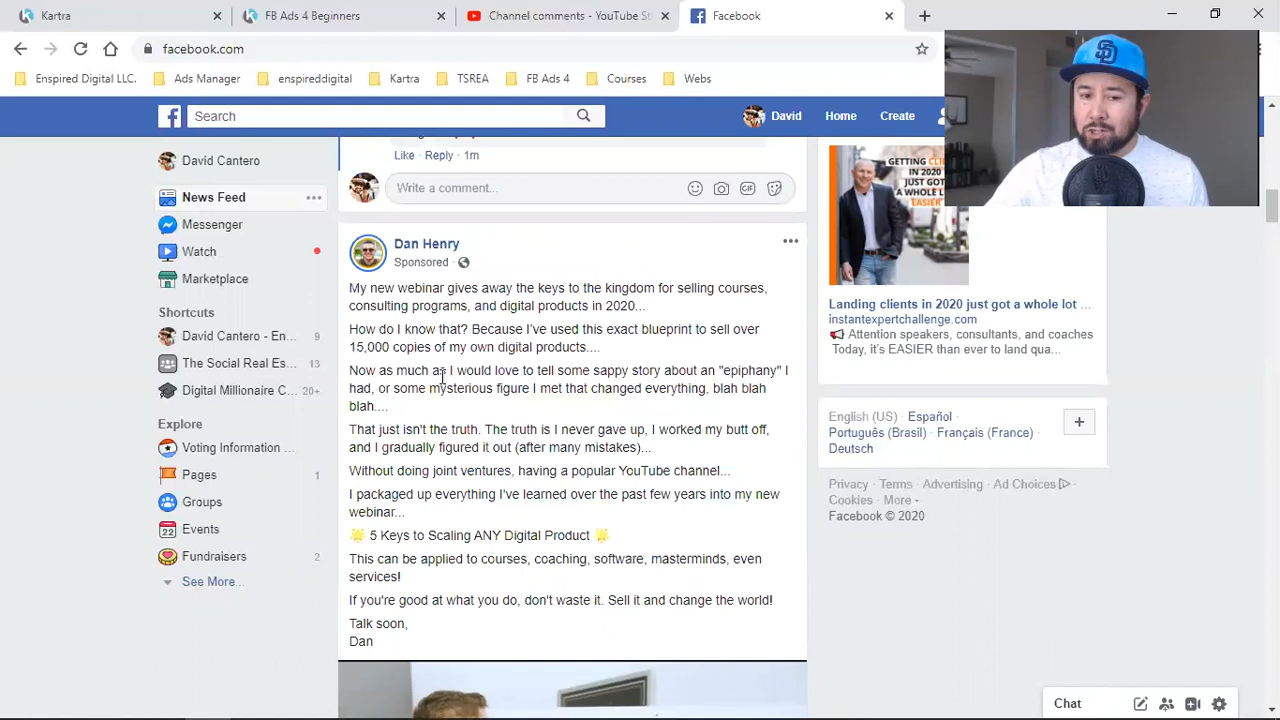 Kartra
FB Ads 4 Beginners
Channel comments - YouTube St
Facebook
facebook.com
Enspired Digital LLC.
Ads Manager
enspireddigital
Kartra
TSREA
FB Ads 4
Courses
Webs
Search
David
Home
Create
David Cantero
News Feed
Messenger
Watch
Marketplace
Shortcuts
David Cantero - En... 9
The Social Real Es... 13
Digital Millionaire C... 20+
Explore
Voting Information ...
Pages 1
Groups
Events
Fundraisers 2
See More...
Like · Reply · 1m
Write a comment...
GIF
Dan Henry
Sponsored ·
My new webinar gives away the keys to the kingdom for selling courses,
consulting programs, and digital products in 2020...
How do I know that? Because I've used this exact blueprint to sell over
15,000 copies of my own digital products....
Now as much as I would love to tell some sappy story about an "epiphany" I
had, or some mysterious figure I met that changed everything, blah blah
blah....
That just isn't the truth. The truth is I never gave up, I worked my butt off,
and I gradually figured it out (after many mistakes)...
Without doing joint ventures, having a popular YouTube channel...
I packaged up everything I've learned over the past few years into my new
webinar...
🌟 5 Keys to Scaling ANY Digital Product 🌟
This can be applied to courses, coaching, software, masterminds, even
services!
If you're good at what you do, don't waste it. Sell it and change the world!
Talk soon,
Dan
SD
GETTING CLI
IN 2020
JUST GOT
A WHOLE L
EASIER
Landing clients in 2020 just got a whole lot ...
instantexpertchallenge.com
📢 Attention speakers, consultants, and coaches
Today, it's EASIER than ever to land qua...
English (US) · Español ·
Português (Brasil) · Français (France) ·
Deutsch
Privacy · Terms · Advertising · Ad Choices ·
Cookies · More
Facebook © 2020
Chat